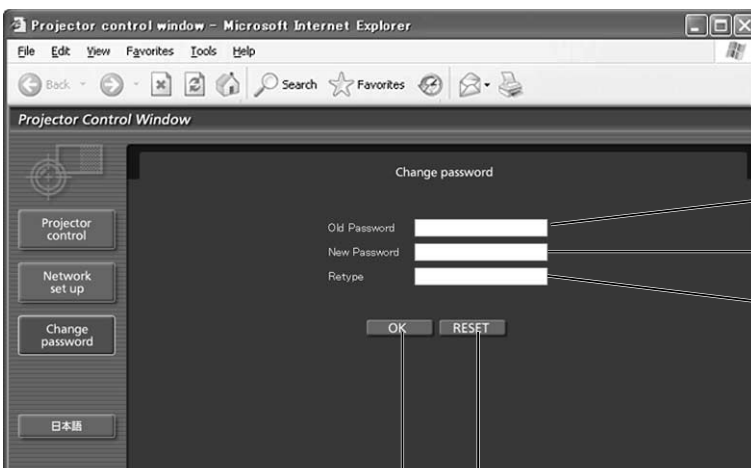 Projector control window - Microsoft Internet Explorer
File Edit View Favorites Tools Help
Back Search Favorites
Projector Control Window
Change password
Projector
control
Network
set up
Change
password
日本語
Old Password
New Password
Retype
OK RESET